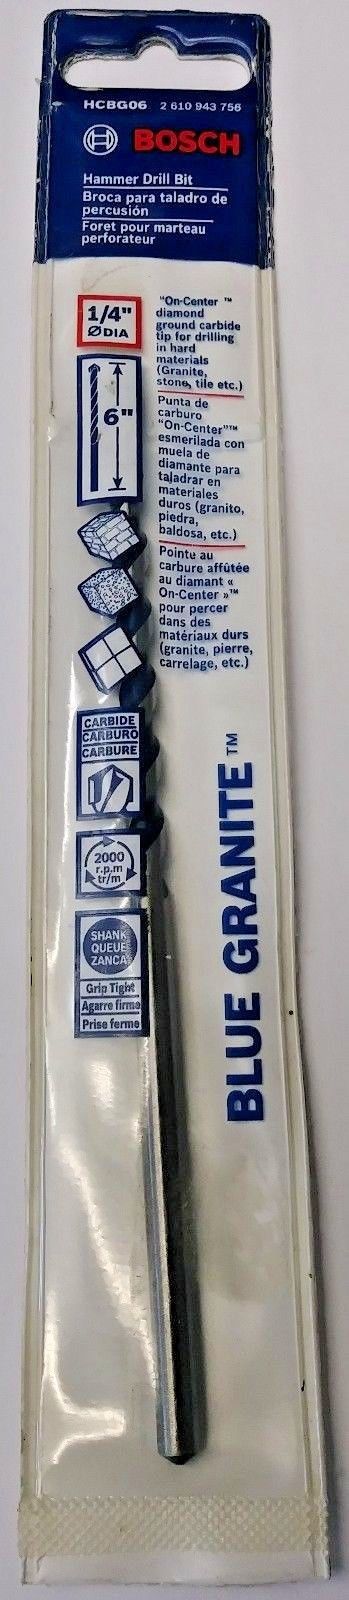 HCBG06 2 610 943 756
BOSCH
Hammer Drill Bit
Broca para taladro de
percusión
Foret pour marteau
perforateur
1/4"
Ø DIA
6"
"On-Center ™
diamond
ground carbide
tip for drilling
in hard
materials
(Granite,
stone, tile etc.)
Punta de
carburo
"On-Center"™
esmerilada con
muela de
diamante para
taladrar en
materiales
duros (granito,
piedra,
baldosa, etc.)
Pointe au
carbure affûtée
au diamant «
On-Center »™
pour percer
dans des
matériaux durs
(granite, pierre,
carrelage, etc.)
CARBIDE
CARBURO
CARBURE
2000
r.p.m
tr/m
SHANK
QUEUE
ZANCA
Grip Tight
Agarre firme
Prise ferme
BLUE GRANITE™